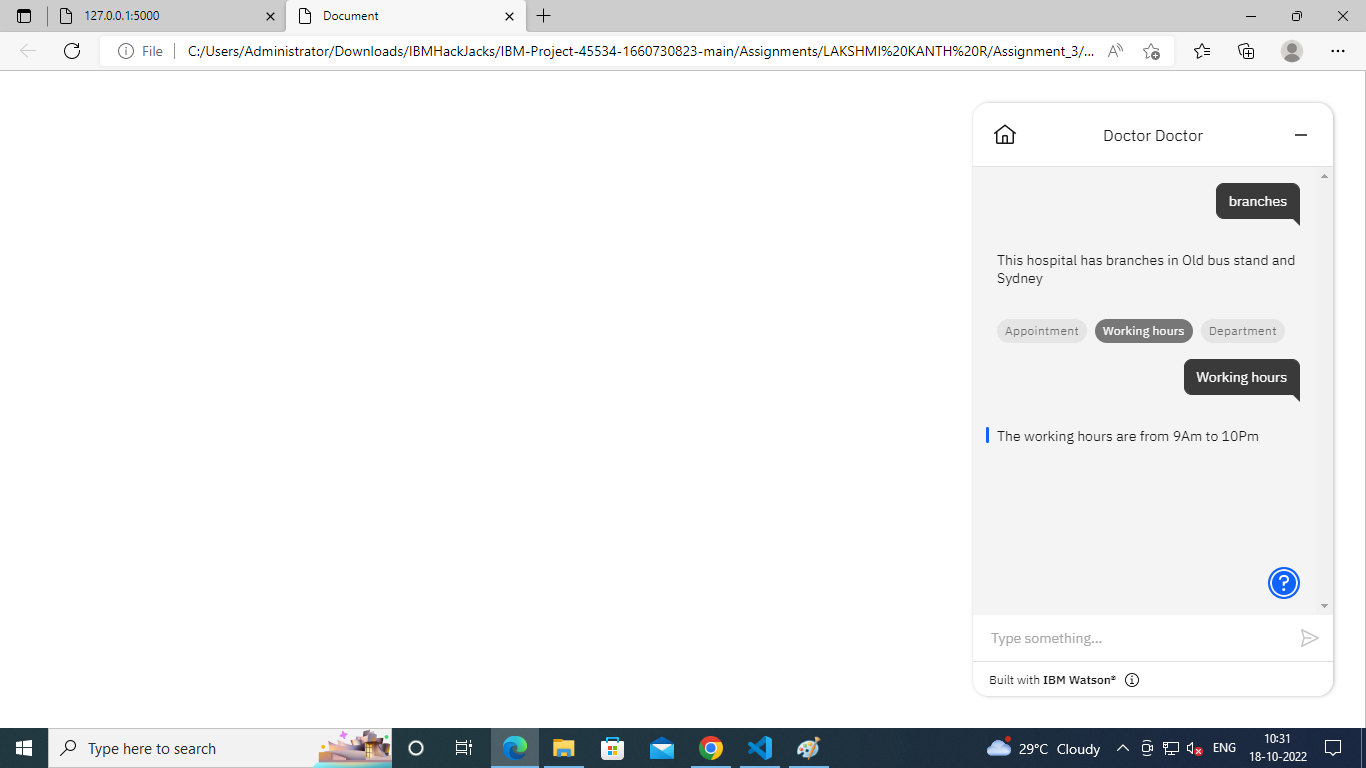 127.0.0.1:5000
Document
File
C:/Users/Administrator/Downloads/IBMHackJacks/IBM-Project-45534-1660730823-main/Assignments/LAKSHMI%20KANTH%20R/Assignment_3/...
Doctor Doctor
branches
This hospital has branches in Old bus stand and
Sydney
Appointment Working hours Department
Working hours
The working hours are from 9Am to 10Pm
?
Type something...
Built with IBM Watson®
Type here to search
29°C Cloudy
ENG
10:31
18-10-2022